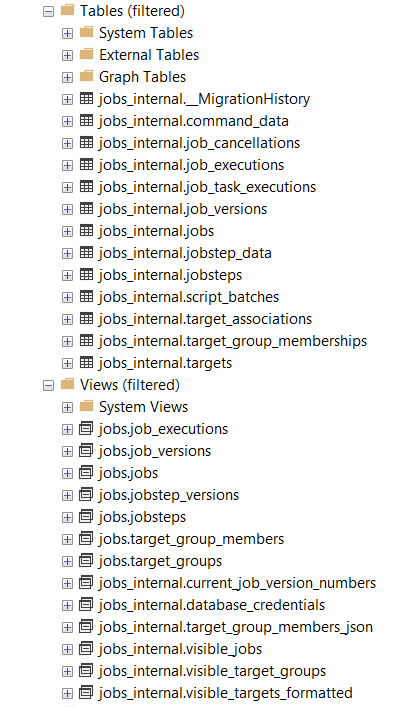 Tables (filtered)
System Tables
External Tables
Graph Tables
jobs_internal.__MigrationHistory
jobs_internal.command_data
jobs_internal.job_cancellations
jobs_internal.job_executions
jobs_internal.job_task_executions
jobs_internal.job_versions
jobs_internal.jobs
jobs_internal.jobstep_data
jobs_internal.jobsteps
jobs_internal.script_batches
jobs_internal.target_associations
jobs_internal.target_group_memberships
jobs_internal.targets
Views (filtered)
System Views
jobs.job_executions
jobs.job_versions
jobs.jobs
jobs.jobstep_versions
jobs.jobsteps
jobs.target_group_members
jobs.target_groups
jobs_internal.current_job_version_numbers
jobs_internal.database_credentials
jobs_internal.target_group_members_json
jobs_internal.visible_jobs
jobs_internal.visible_target_groups
jobs_internal.visible_targets_formatted